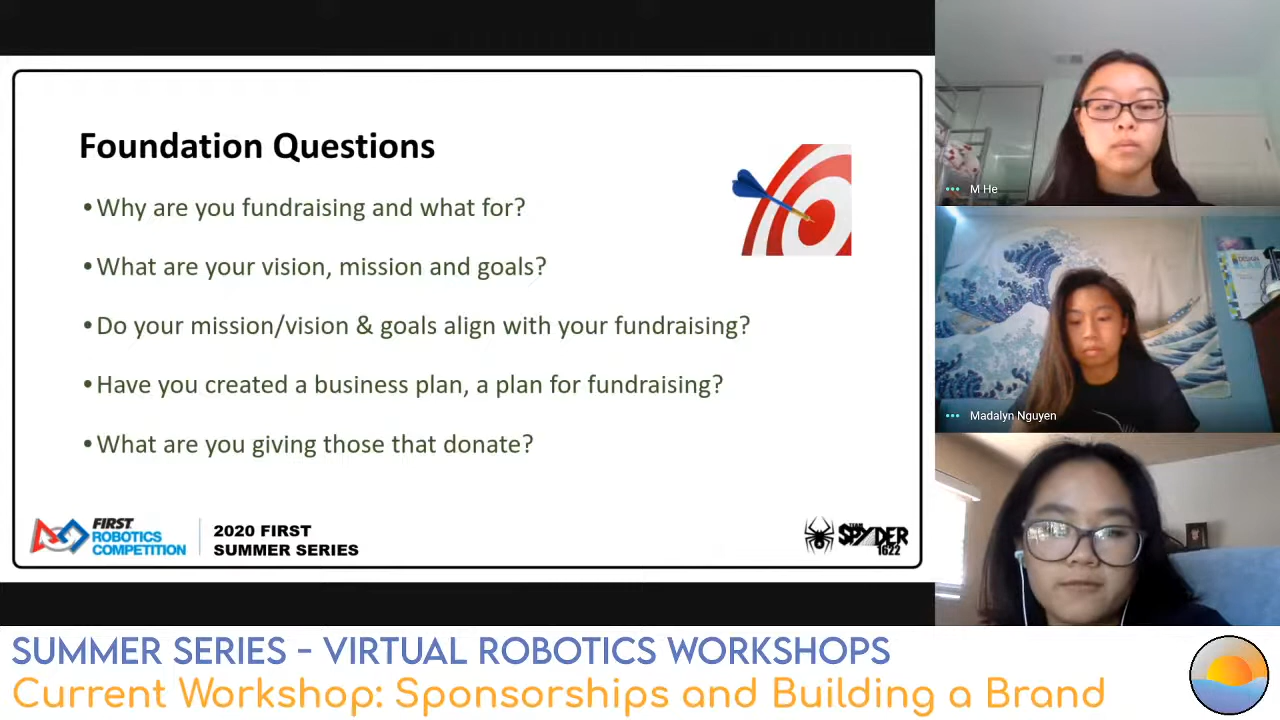 Foundation Questions
•Why are you fundraising and what for?
•What are your vision, mission and goals?
•Do your mission/vision & goals align with your fundraising?
•Have you created a business plan, a plan for fundraising?
•What are you giving those that donate?
FIRST
ROBOTICS
COMPETITION
2020 FIRST
SUMMER SERIES
TEAM
SPYDER
1622
M He
Madalyn Nguyen
DESIGN
LAB
SUMMER SERIES - VIRTUAL ROBOTICS WORKSHOPS
Current Workshop: Sponsorships and Building a Brand